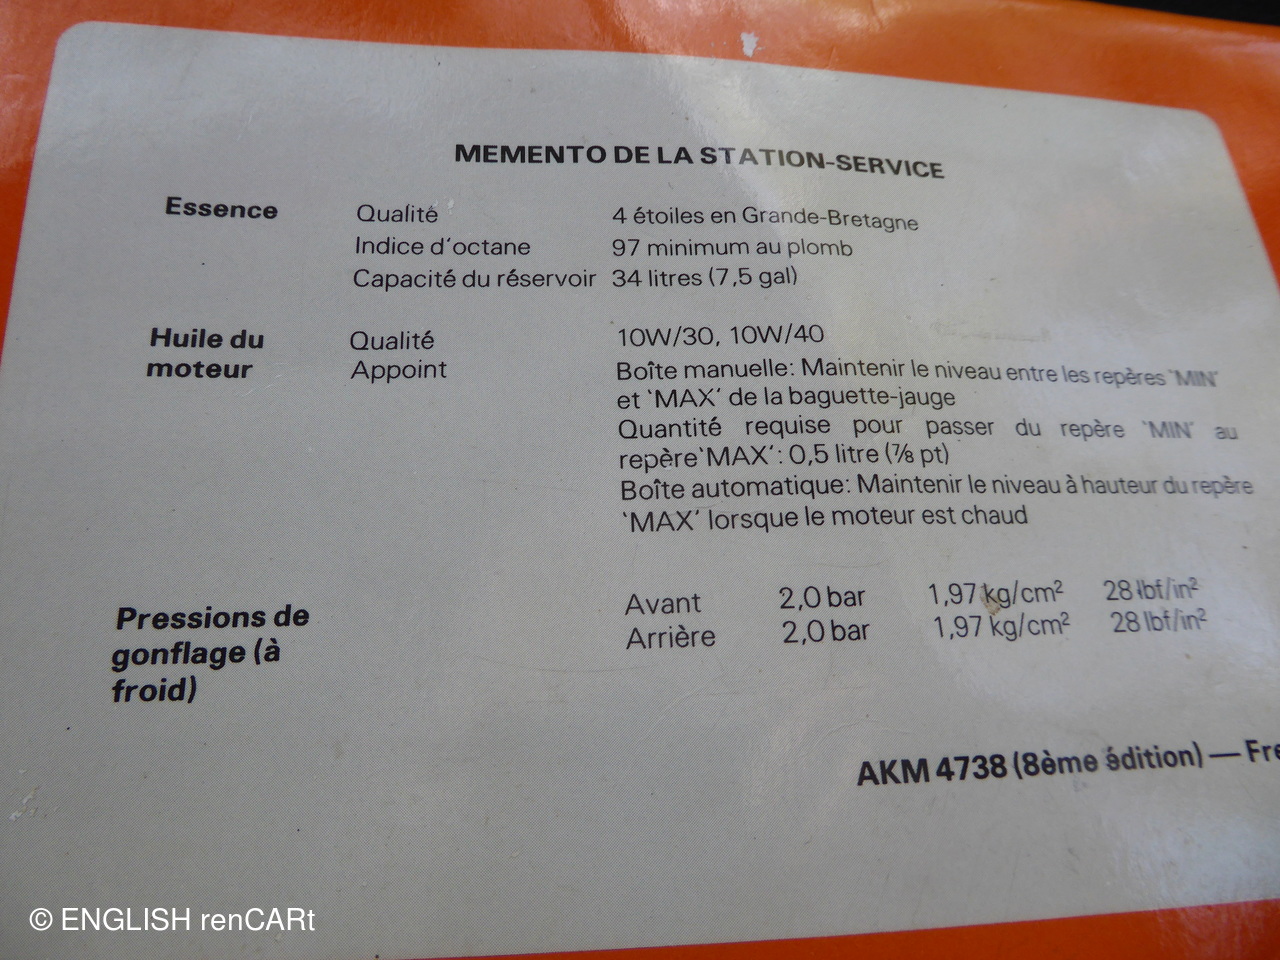 MEMENTO DE LA STATION-SERVICE
Essence Qualité 4 étoiles en Grande-Bretagne
Indice d'octane 97 minimum au plomb
Capacité du réservoir 34 litres (7,5 gal)
Huile du Qualité 10W/30, 10W/40
moteur Appoint Boîte manuelle: Maintenir le niveau entre les repères 'MIN'
et 'MAX' de la baguette-jauge
Quantité requise pour passer du repère 'MIN' au
repère 'MAX': 0,5 litre (⅞ pt)
Boîte automatique: Maintenir le niveau à hauteur du repère
'MAX' lorsque le moteur est chaud
Pressions de Avant 2,0 bar 1,97 kg/cm² 28 lbf/in²
gonflage (à Arrière 2,0 bar 1,97 kg/cm² 28 lbf/in²
froid)
AKM 4738 (8ème édition) — Fre
© ENGLISH renCARt